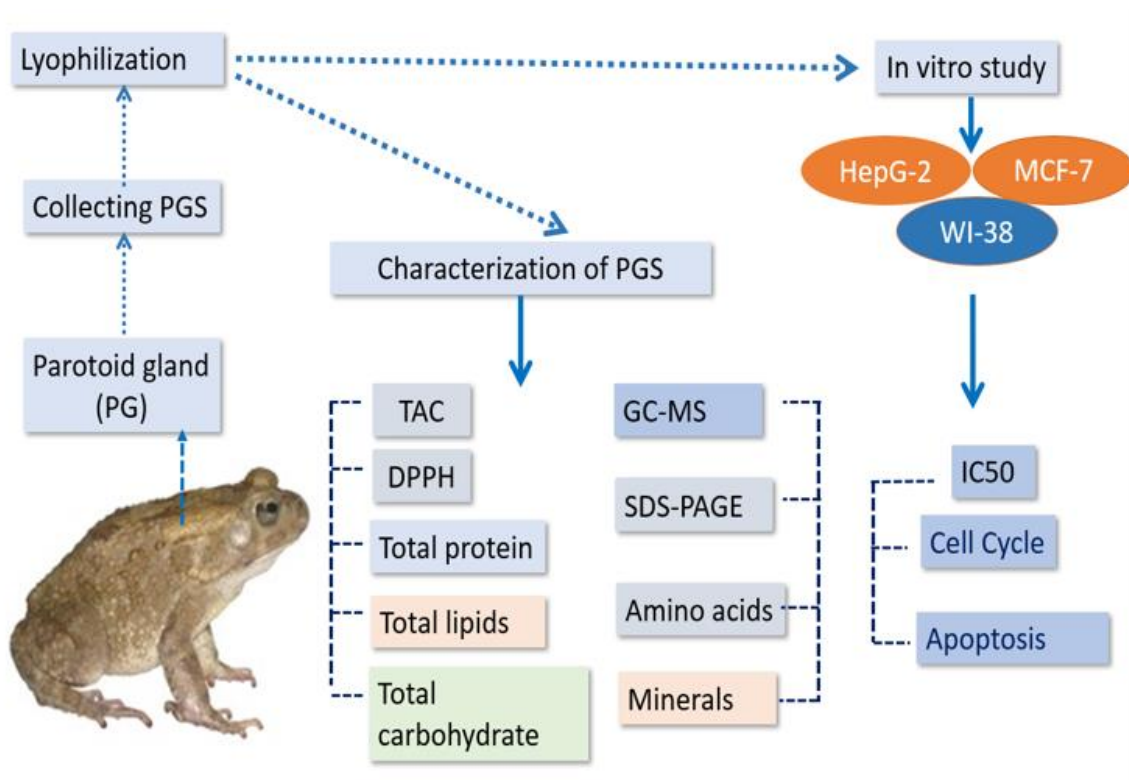 Lyophilization
In vitro study
HepG-2
MCF-7
WI-38
Collecting PGS
Characterization of PGS
Parotoid gland
(PG)
TAC
DPPH
Total protein
Total lipids
Total
carbohydrate
GC-MS
SDS-PAGE
Amino acids
Minerals
IC50
Cell Cycle
Apoptosis